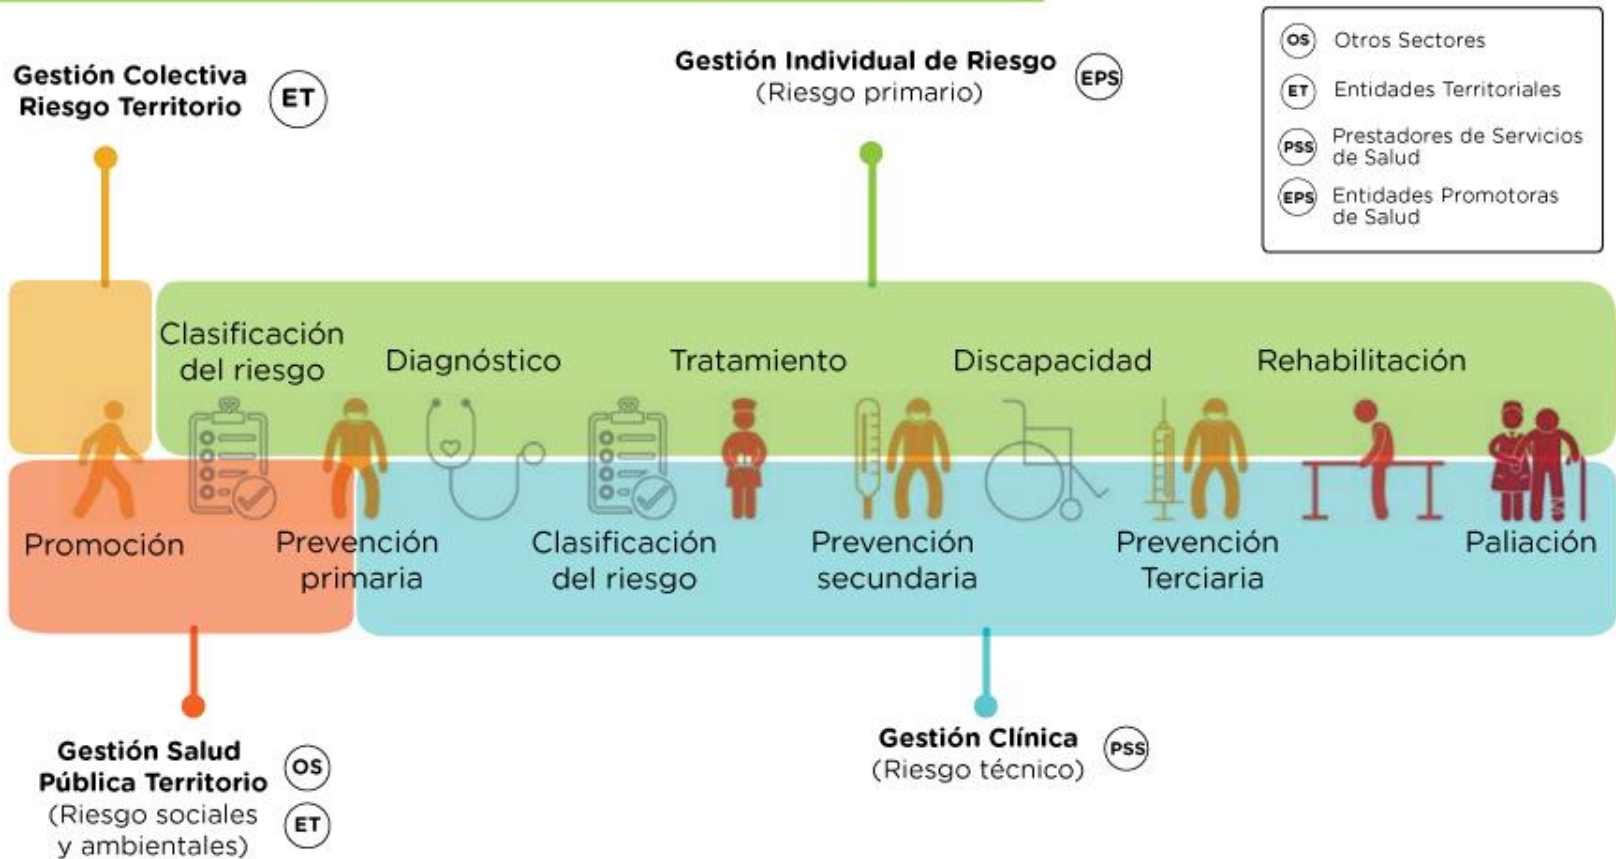 Gestión Colectiva
Riesgo Territorio
ET
Gestión Individual de Riesgo
(Riesgo primario)
EPS
OS Otros Sectores
ET Entidades Territoriales
PSS Prestadores de Servicios
de Salud
EPS Entidades Promotoras
de Salud
Clasificación
del riesgo
Diagnóstico
Tratamiento
Discapacidad
Rehabilitación
Promoción
Prevención
primaria
Clasificación
del riesgo
Prevención
secundaria
Prevención
Terciaria
Paliación
Gestión Salud
Pública Territorio
(Riesgo sociales
y ambientales)
OS
ET
Gestión Clínica
(Riesgo técnico)
PSS